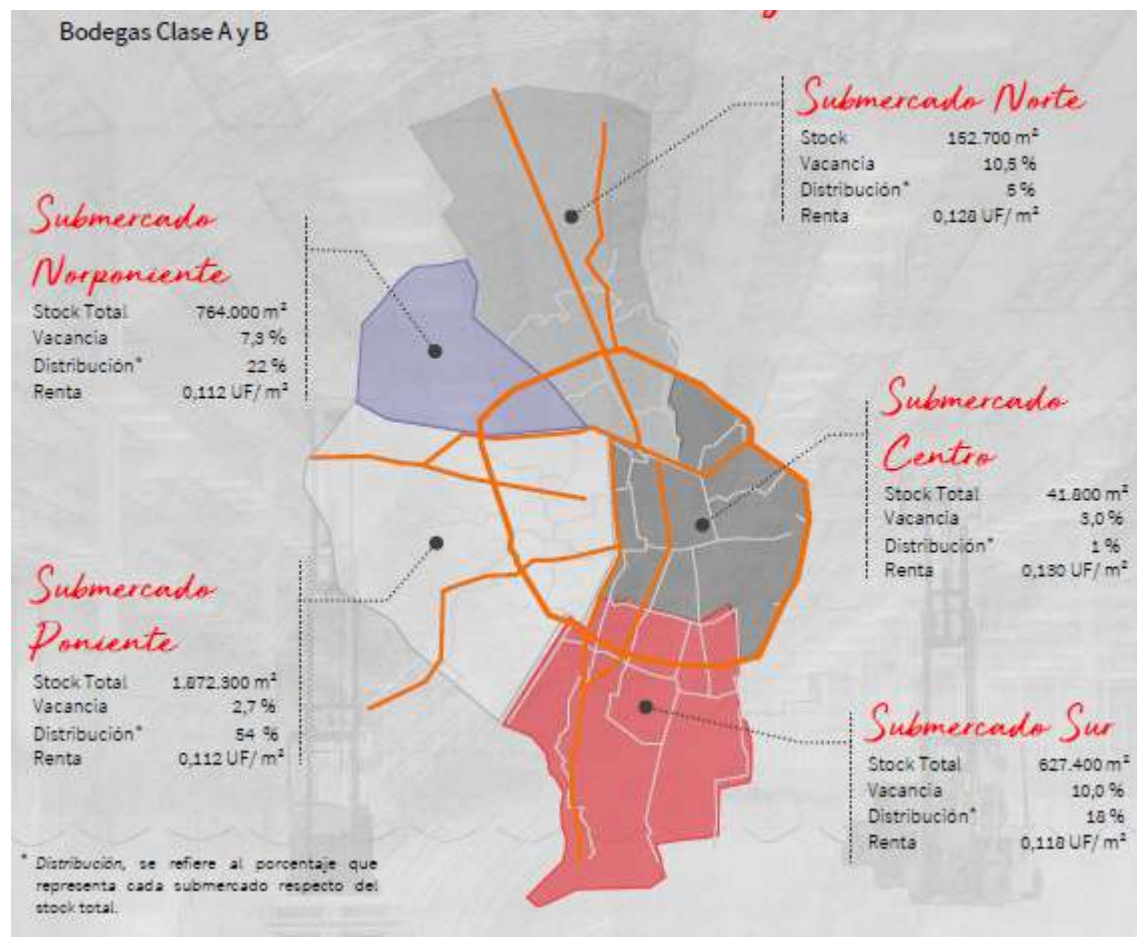 Bodegas Clase A y B
Submercado Norte
Stock 152.700 m²
Vacancia 10,5 %
Distribución* 5 %
Renta 0,128 UF/ m²
Submercado
Norponiente
Stock Total 764.000 m²
Vacancia 7,3 %
Distribución* 22 %
Renta 0,112 UF/ m²
Submercado
Centro
Stock Total 41.800 m²
Vacancia 3,0 %
Distribución* 1 %
Renta 0,130 UF/ m²
Submercado
Poniente
Stock Total 1.872.300 m²
Vacancia 2,7 %
Distribución* 54 %
Renta 0,112 UF/ m²
Submercado Sur
Stock Total 627.400 m²
Vacancia 10,0 %
Distribución* 18 %
Renta 0,118 UF/ m²
* Distribución, se refiere al porcentaje que
representa cada submercado respecto del
stock total.